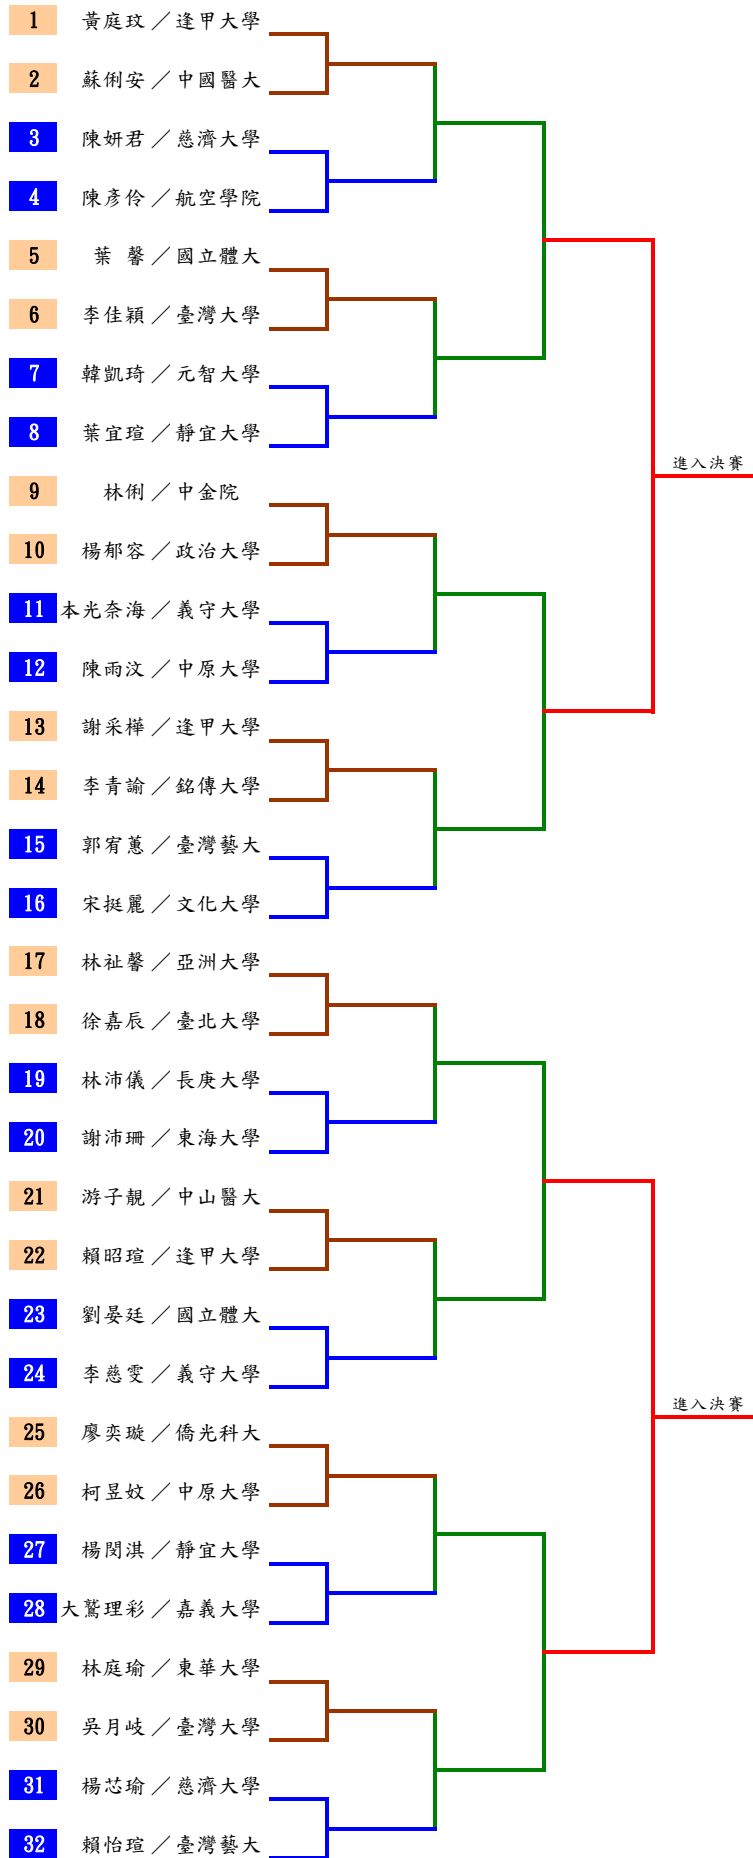 1 黃庭玟／逢甲大學
2 蘇俐安／中國醫大
3 陳妍君／慈濟大學
4 陳彥伶／航空學院
5 葉 馨／國立體大
6 李佳穎／臺灣大學
7 韓凱琦／元智大學
8 葉宜瑄／靜宜大學
進入決賽
9 林俐／中金院
10 楊郁容／政治大學
11 本光奈海／義守大學
12 陳雨汶／中原大學
13 謝采樺／逢甲大學
14 李青諭／銘傳大學
15 郭宥蕙／臺灣藝大
16 宋挺麗／文化大學
17 林祉馨／亞洲大學
18 徐嘉辰／臺北大學
19 林沛儀／長庚大學
20 謝沛珊／東海大學
21 游子靚／中山醫大
22 賴昭瑄／逢甲大學
23 劉晏廷／國立體大
24 李慈雯／義守大學
進入決賽
25 廖奕璇／僑光科大
26 柯昱妏／中原大學
27 楊閔淇／靜宜大學
28 大鷲理彩／嘉義大學
29 林庭瑜／東華大學
30 吳月岐／臺灣大學
31 楊芯瑜／慈濟大學
32 賴怡瑄／臺灣藝大